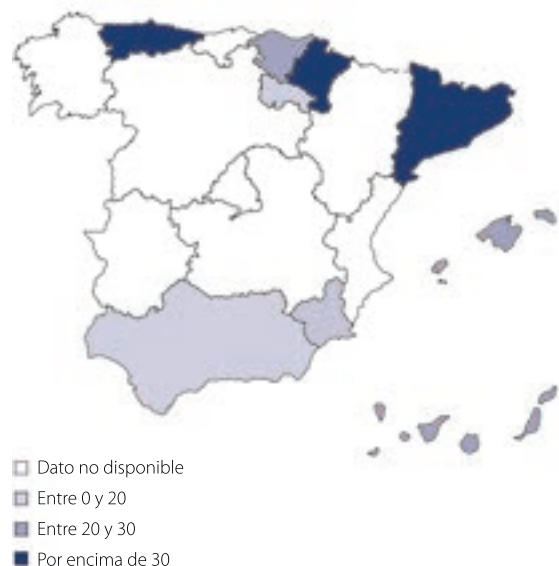 Dato no disponible
Entre 0 y 20
Entre 20 y 30
Por encima de 30